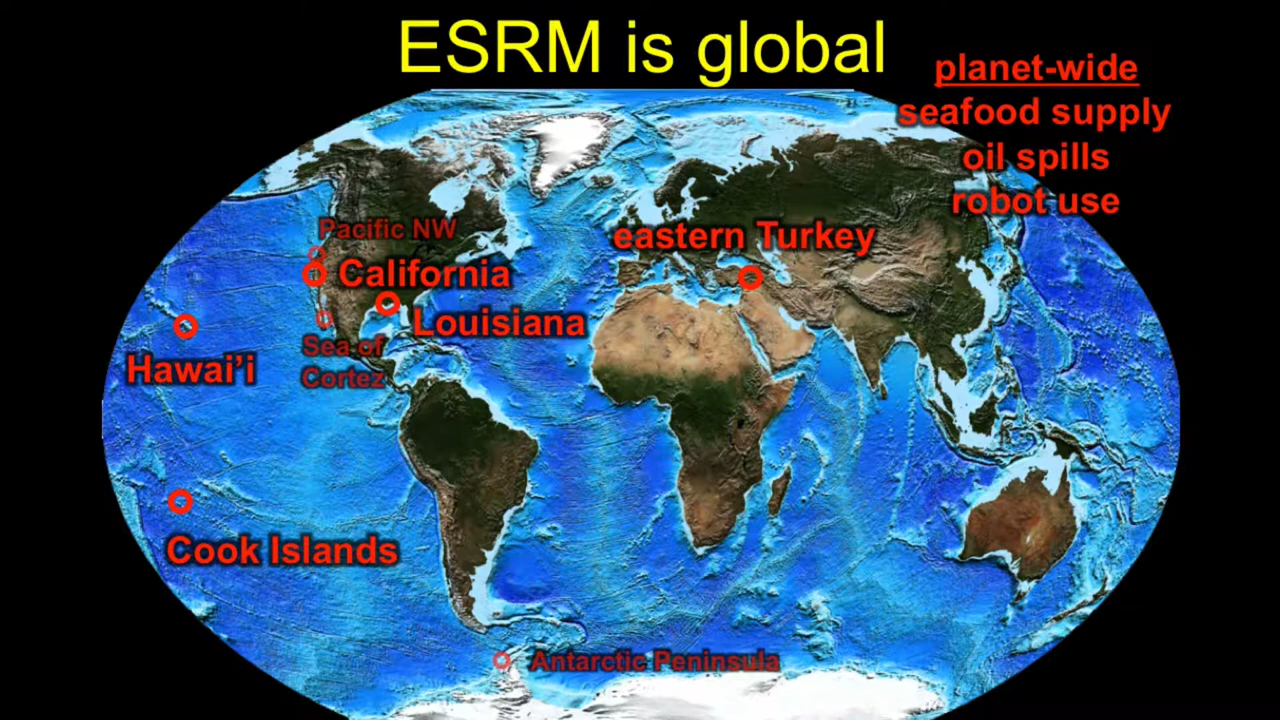 ESRM is global
planet-wide
seafood supply
oil spills
robot use
Pacific NW
eastern Turkey
California
Louisiana
Sea of
Cortez
Hawai’i
Cook Islands
Antarctic Peninsula